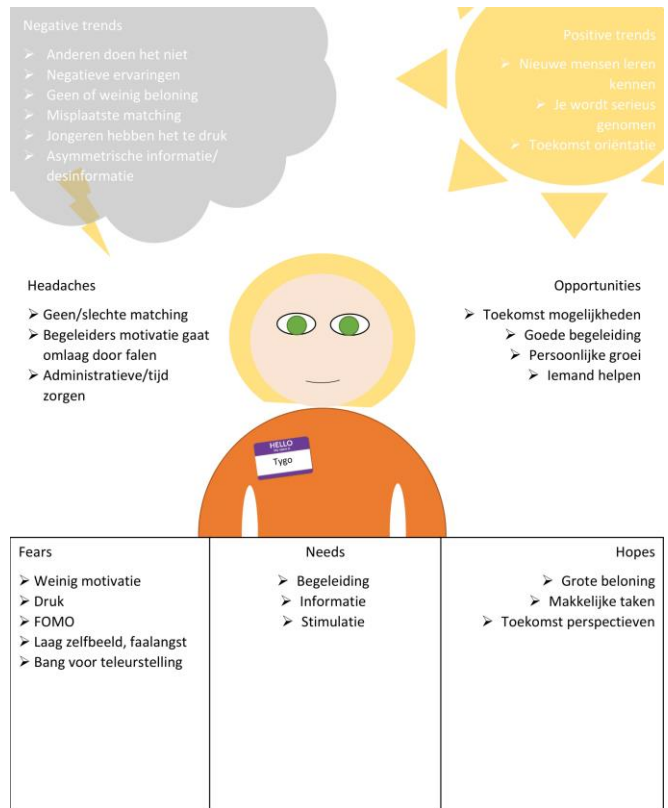 Negative trends
➢ Anderen doen het niet
➢ Negatieve ervaringen
➢ Geen of weinig beloning
➢ Misplaatste matching
➢ Jongeren hebben het te druk
➢ Asymmetrische informatie/
desinformatie
Positive trends
➢ Nieuwe mensen leren
kennen
➢ Je wordt serieus
genomen
➢ Toekomst oriëntatie
Headaches
➢ Geen/slechte matching
➢ Begeleiders motivatie gaat
omlaag door falen
➢ Administratieve/tijd
zorgen
Opportunities
➢ Toekomst mogelijkheden
➢ Goede begeleiding
➢ Persoonlijke groei
➢ Iemand helpen
HELLO
Tygo
Fears
➢ Weinig motivatie
➢ Druk
➢ FOMO
➢ Laag zelfbeeld, faalangst
➢ Bang voor teleurstelling
Needs
➢ Begeleiding
➢ Informatie
➢ Stimulatie
Hopes
➢ Grote beloning
➢ Makkelijke taken
➢ Toekomst perspectieven